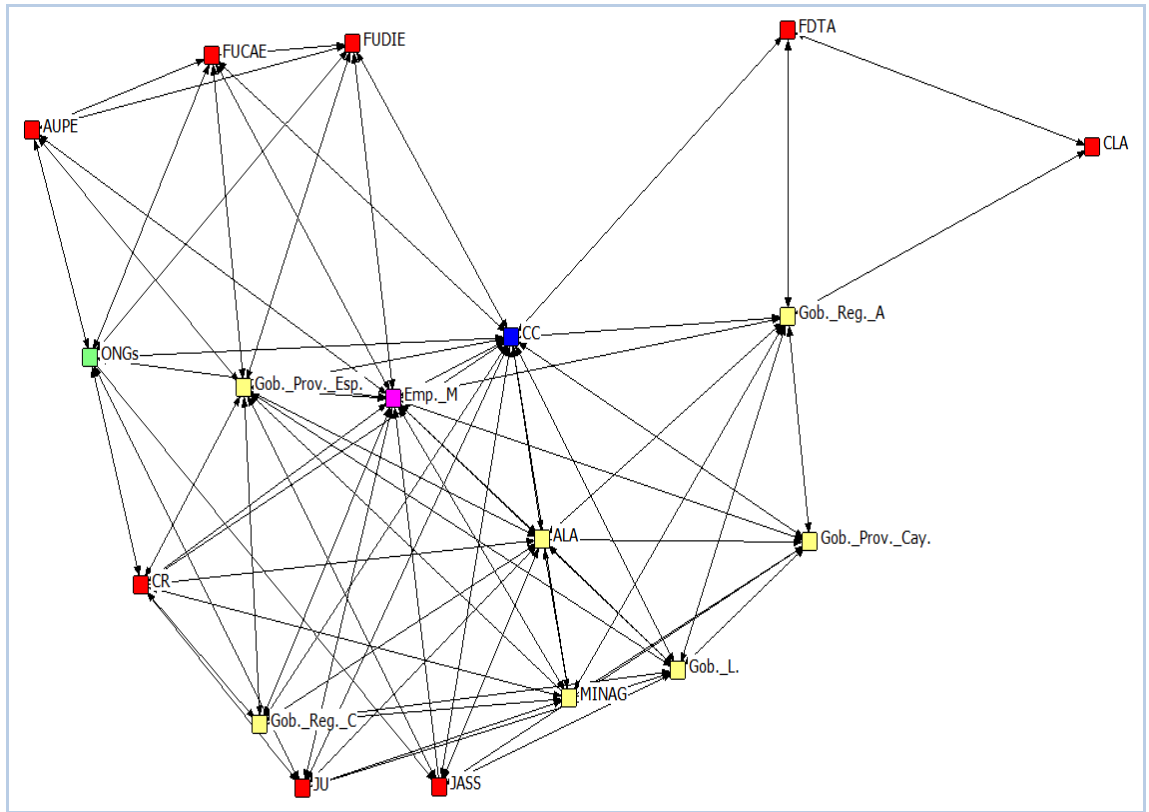 FUDIE
FUCAE
FDTA
AUPE
CLA
Gob._Reg._A
CC
ONGs
Gob._Prov._Esp.
Emp._M
ALA
Gob._Prov._Cay.
CR
Gob._L.
MINAG
Gob._Reg._C
JU
JASS